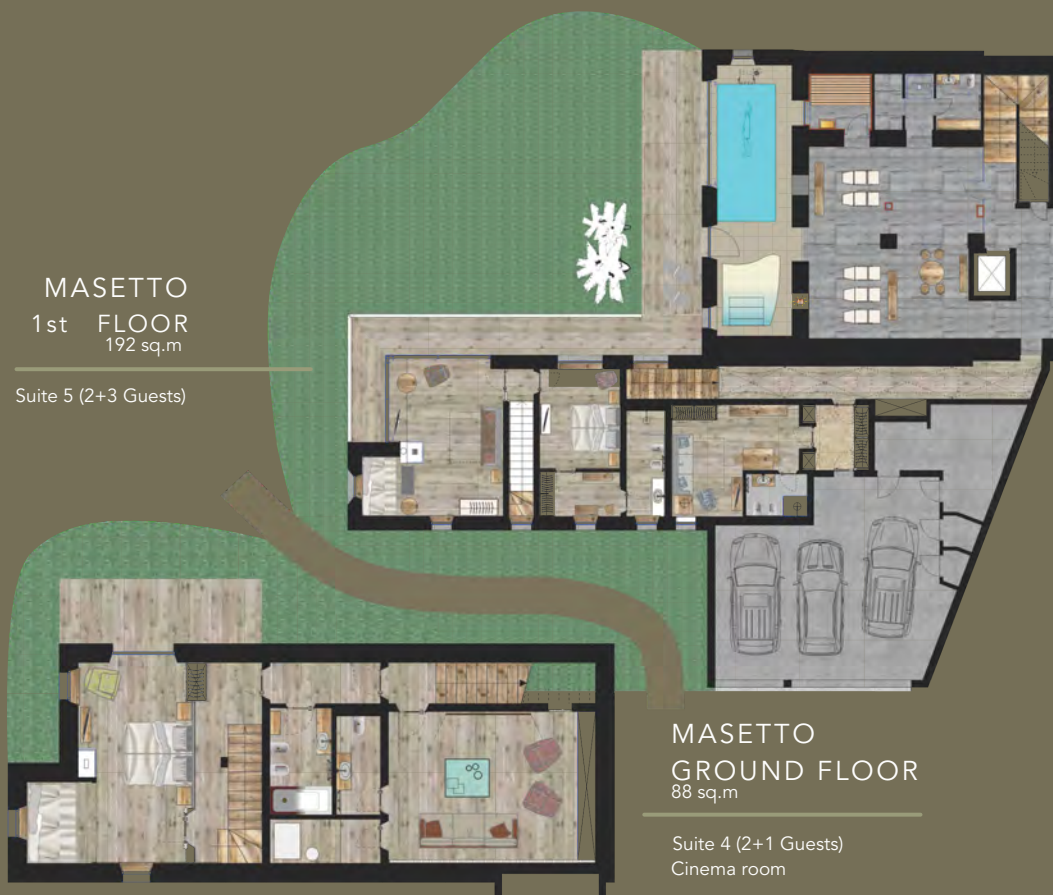 MASETTO
1st FLOOR
192 sq.m
Suite 5 (2+3 Guests)
MASETTO
GROUND FLOOR
88 sq.m
Suite 4 (2+1 Guests)
Cinema room